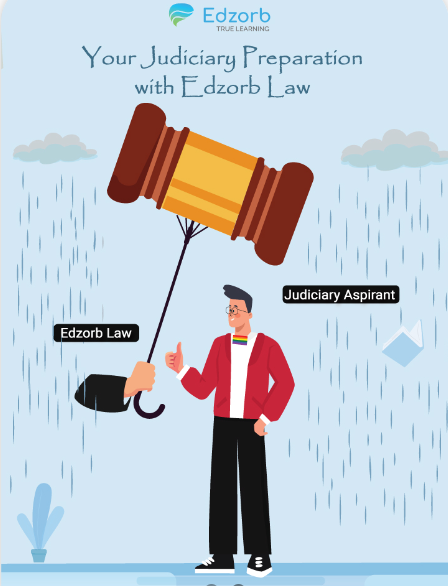 Edzorb
TRUE LEARNING
Your Judiciary Preparation
with Edzorb Law
Judiciary Aspirant
Edzorb Law